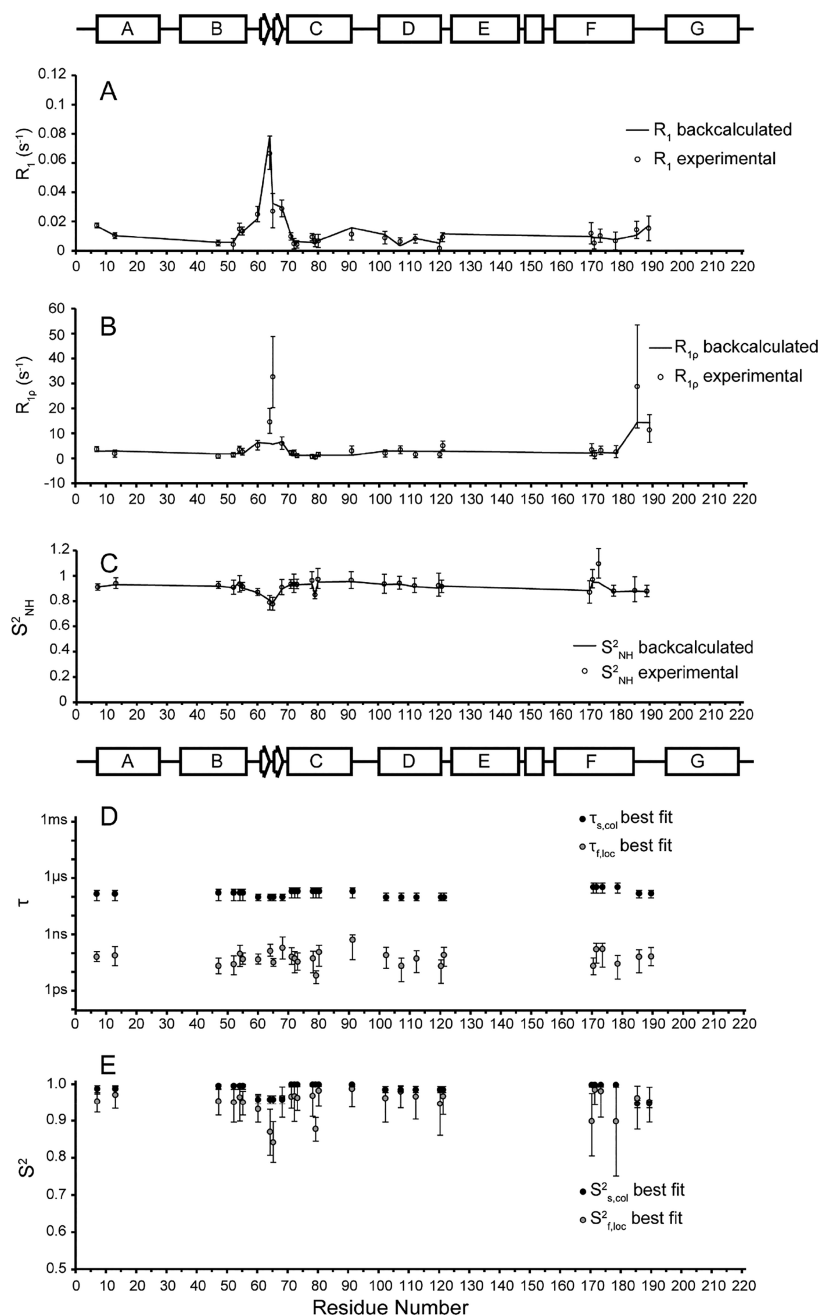 A B C D E F G
A
0.12
0.1
0.08
0.06
0.04
0.02
0
R1 (s-1)
R1 backcalculated
R1 experimental
0 10 20 30 40 50 60 70 80 90 100 110 120 130 140 150 160 170 180 190 200 210 220
B
60
50
40
30
20
10
0
-10
R1ρ (s-1)
R1ρ backcalculated
R1ρ experimental
0 10 20 30 40 50 60 70 80 90 100 110 120 130 140 150 160 170 180 190 200 210 220
C
1.2
1
0.8
0.6
0.4
0.2
0
S2NH
S2NH backcalculated
S2NH experimental
0 10 20 30 40 50 60 70 80 90 100 110 120 130 140 150 160 170 180 190 200 210 220
A B C D E F G
D
1ms
1µs
1ns
1ps
τ
τs,col best fit
τf,loc best fit
0 10 20 30 40 50 60 70 80 90 100 110 120 130 140 150 160 170 180 190 200 210 220
E
1.0
0.9
0.8
0.7
0.6
0.5
S2
S2s,col best fit
S2f,loc best fit
0 10 20 30 40 50 60 70 80 90 100 110 120 130 140 150 160 170 180 190 200 210 220
Residue Number